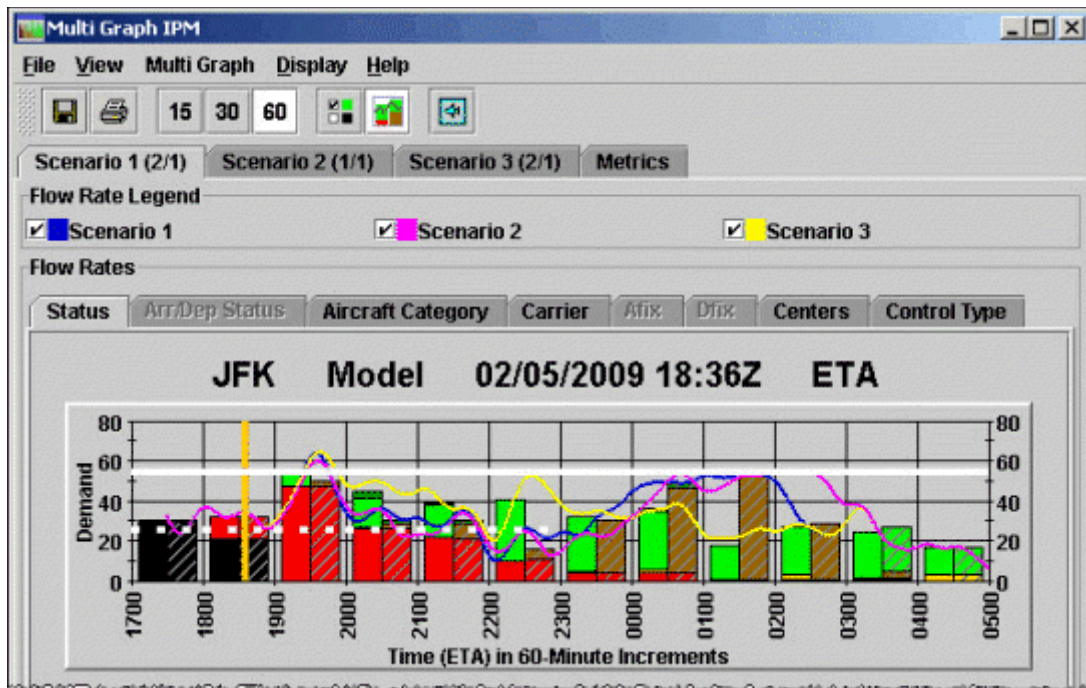 Multi Graph IPM
File View Multi Graph Display Help
15 30 60
Scenario 1 (2/1) Scenario 2 (1/1) Scenario 3 (2/1) Metrics
Flow Rate Legend
Scenario 1 Scenario 2 Scenario 3
Flow Rates
Status Arr/Dep Status Aircraft Category Carrier Afix Dfix Centers Control Type
JFK Model 02/05/2009 18:36Z ETA
80 80
60 60
Demand
40 40
20 20
0 0
1700 1800 1900 2000 2100 2200 2300 0000 0100 0200 0300 0400 0500
Time (ETA) in 60-Minute Increments